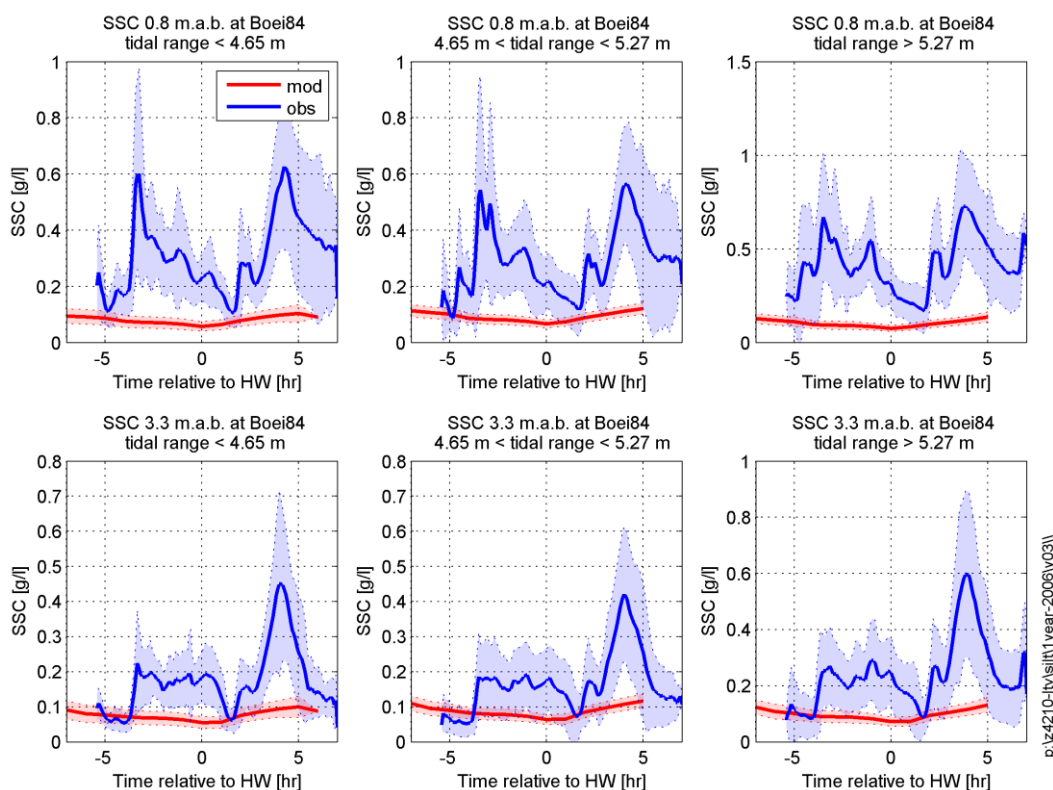 SSC 0.8 m.a.b. at Boei84
tidal range < 4.65 m
SSC [g/l]
1
0.8
0.6
0.4
0.2
0
-5
0
5
Time relative to HW [hr]
mod
obs
SSC 0.8 m.a.b. at Boei84
4.65 m < tidal range < 5.27 m
SSC [g/l]
1
0.8
0.6
0.4
0.2
0
-5
0
5
Time relative to HW [hr]
SSC 0.8 m.a.b. at Boei84
tidal range > 5.27 m
SSC [g/l]
1.5
1
0.5
0
-5
0
5
Time relative to HW [hr]
SSC 3.3 m.a.b. at Boei84
tidal range < 4.65 m
SSC [g/l]
0.8
0.7
0.6
0.5
0.4
0.3
0.2
0.1
0
-5
0
5
Time relative to HW [hr]
SSC 3.3 m.a.b. at Boei84
4.65 m < tidal range < 5.27 m
SSC [g/l]
0.8
0.7
0.6
0.5
0.4
0.3
0.2
0.1
0
-5
0
5
Time relative to HW [hr]
SSC 3.3 m.a.b. at Boei84
tidal range > 5.27 m
SSC [g/l]
1
0.8
0.6
0.4
0.2
0
-5
0
5
Time relative to HW [hr]
p:\z4210-ltv\silt\1year-2006\v03\\